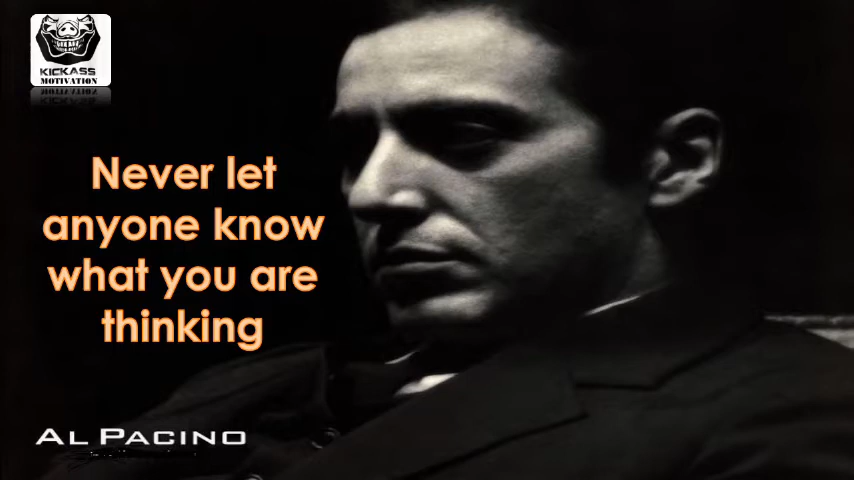 KICKASS
MOTIVATION
Never let
anyone know
what you are
thinking
AL PACINO